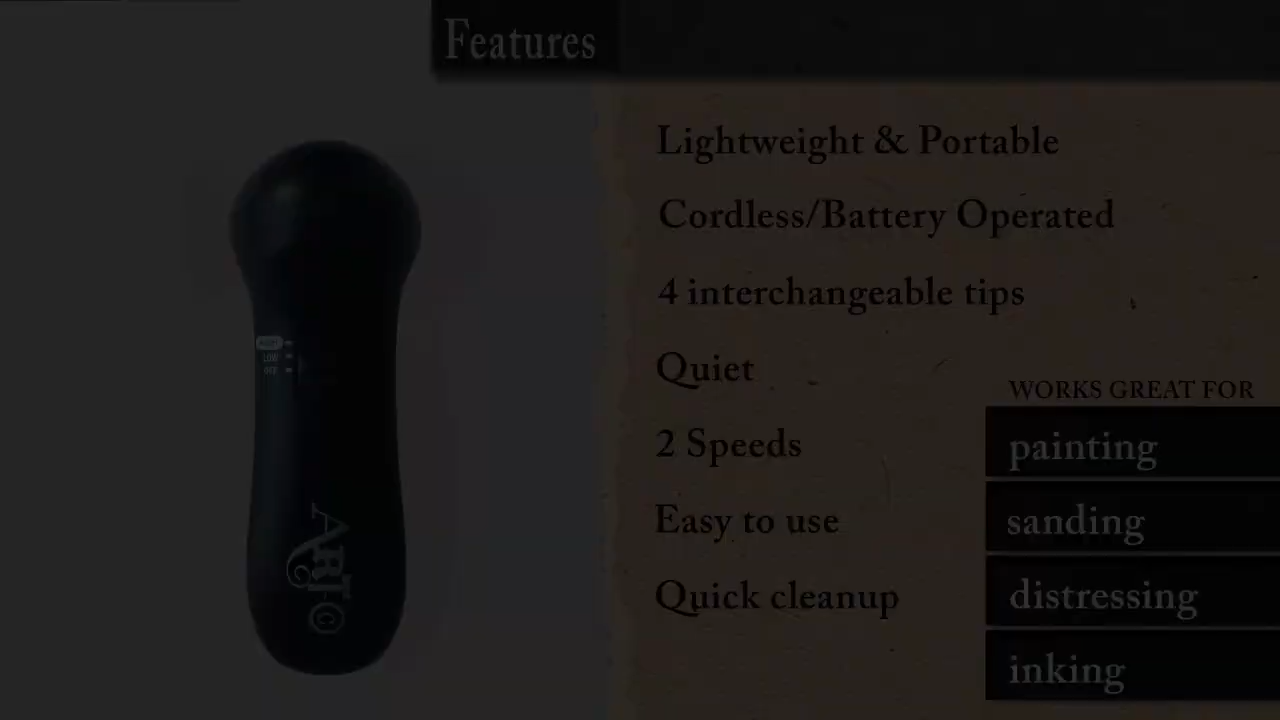 Features
Lightweight & Portable
Cordless/Battery Operated
4 interchangeable tips
Quiet
2 Speeds
Easy to use
Quick cleanup
WORKS GREAT FOR
painting
sanding
distressing
inking
LOW
OFF
ART-C